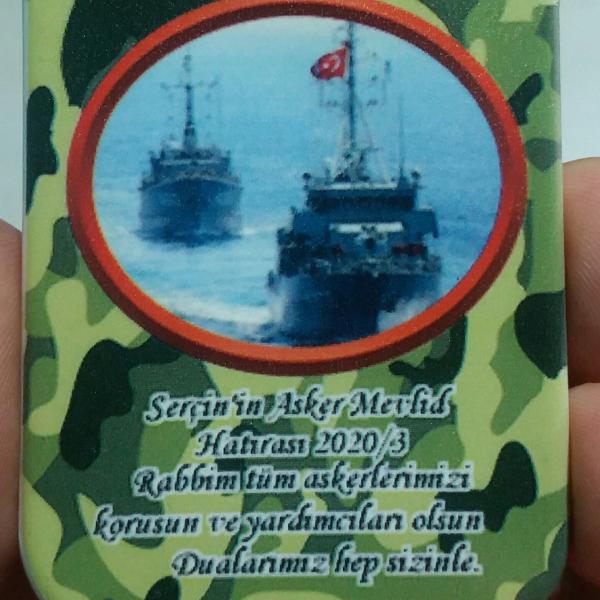 Serçin'in Asker Mevlid
Hatırası 2020/3
Rabbim tüm askerlerimizi
korusun ve yardımcıları olsun
Dualarımız hep sizinle.